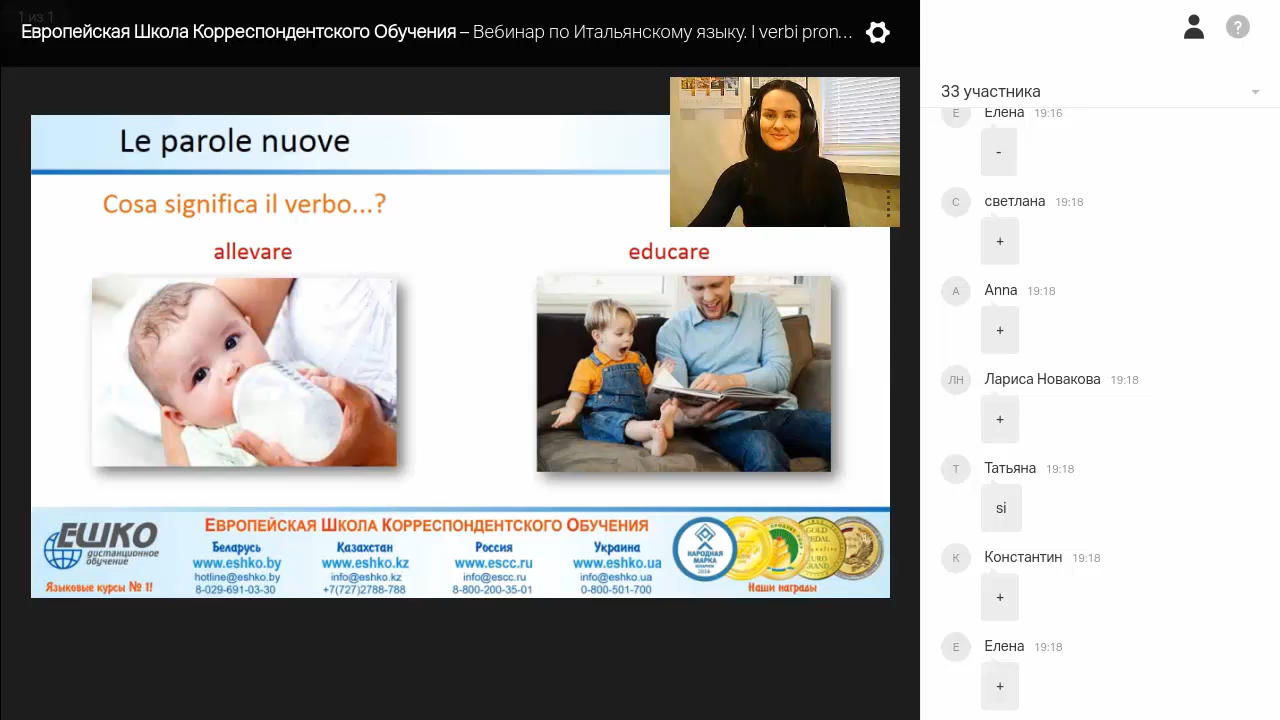 1 из 1
Европейская Школа Корреспондентского Обучения – Вебинар по Итальянскому языку. I verbi pron...
Le parole nuove
Cosa significa il verbo...?
allevare
educare
ЕШКО
дистанционное
обучение
Языковые курсы № 1!
Европейская Школа Корреспондентского Обучения
Беларусь
www.eshko.by
hotline@eshko.by
8-029-691-03-30
Казахстан
www.eshko.kz
info@eshko.kz
+7(727)2788-788
Россия
www.escc.ru
info@escc.ru
8-800-200-35-01
Украина
www.eshko.ua
info@eshko.ua
0-800-501-700
НАРОДНАЯ
МАРКА
Наши награды
?
33 участника
Е Елена 19:16
-
С светлана 19:18
+
A Anna 19:18
+
ЛН Лариса Новакова 19:18
+
Т Татьяна 19:18
si
К Константин 19:18
+
Е Елена 19:18
+